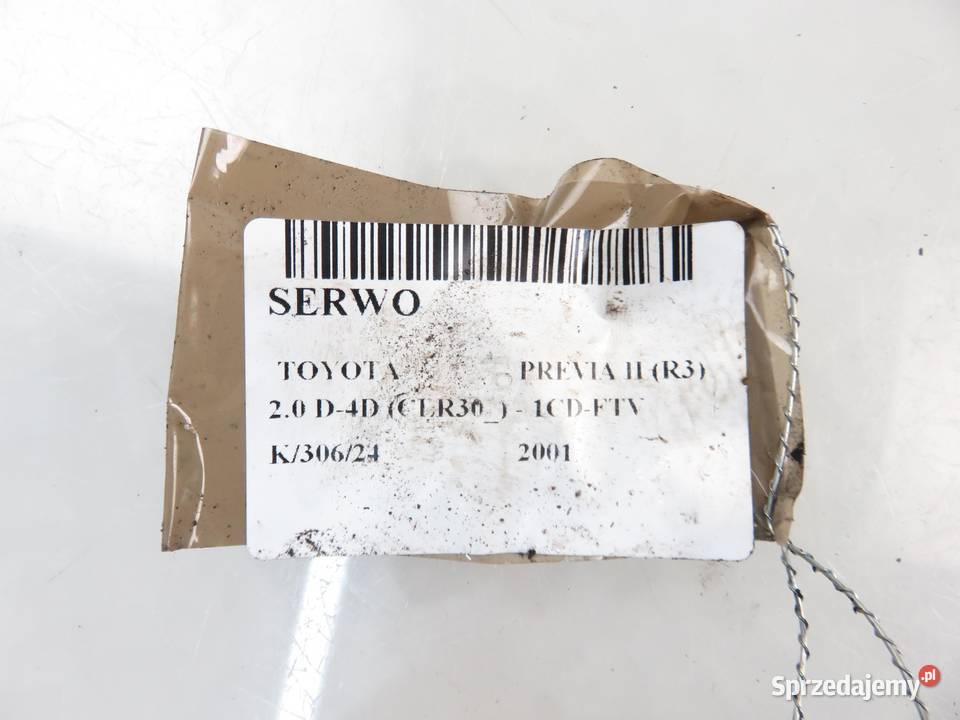 SERWO
TOYOTA PREVIA II (R3)
2.0 D-4D (CLR30_) - 1CD-FTV
K/306/24 2001
Sprzedajemy.pl